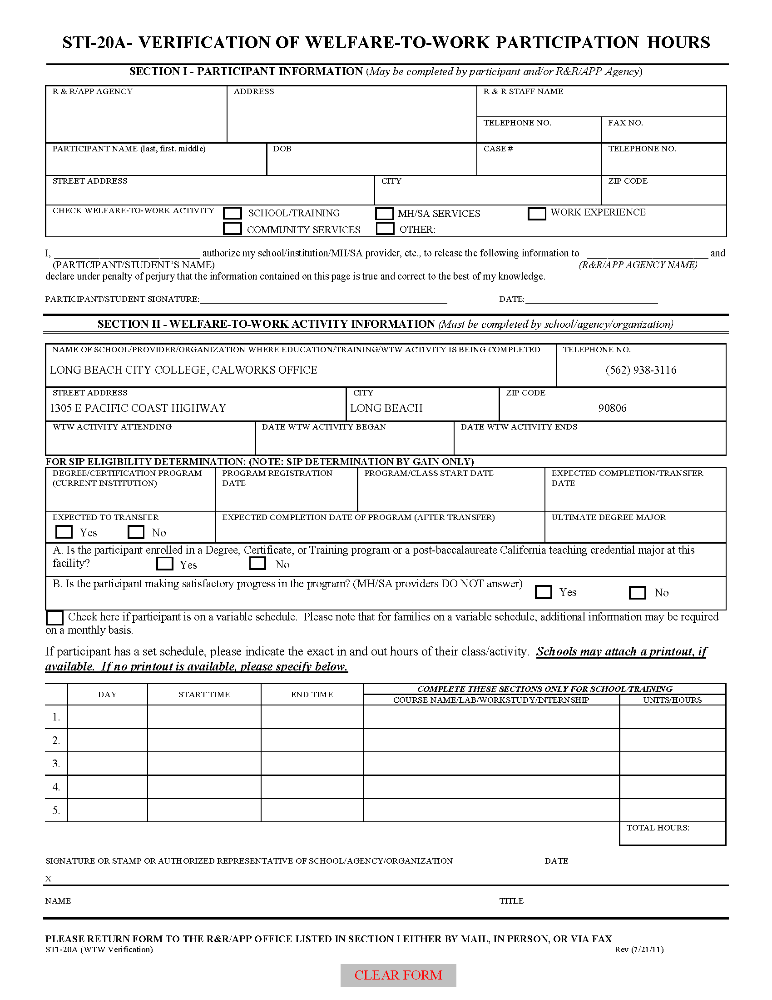 STI-20A- VERIFICATION OF WELFARE-TO-WORK PARTICIPATION HOURS
SECTION I - PARTICIPANT INFORMATION (May be completed by participant and/or R&R/APP Agency)
R & R/APP AGENCY ADDRESS R & R STAFF NAME
TELEPHONE NO. FAX NO.
PARTICIPANT NAME (last, first, middle) DOB CASE # TELEPHONE NO.
STREET ADDRESS CITY ZIP CODE
CHECK WELFARE-TO-WORK ACTIVITY SCHOOL/TRAINING MH/SA SERVICES WORK EXPERIENCE
COMMUNITY SERVICES OTHER:
I, ______________________________ authorize my school/institution/MH/SA provider, etc., to release the following information to _________________________ and
(PARTICIPANT/STUDENT'S NAME) (R&R/APP AGENCY NAME)
declare under penalty of perjury that the information contained on this page is true and correct to the best of my knowledge.
PARTICIPANT/STUDENT SIGNATURE:____________________________ DATE:_______________
SECTION II - WELFARE-TO-WORK ACTIVITY INFORMATION (Must be completed by school/agency/organization)
NAME OF SCHOOL/PROVIDER/ORGANIZATION WHERE EDUCATION/TRAINING/WTW ACTIVITY IS BEING COMPLETED TELEPHONE NO.
LONG BEACH CITY COLLEGE, CALWORKS OFFICE (562) 938-3116
STREET ADDRESS CITY ZIP CODE
1305 E PACIFIC COAST HIGHWAY LONG BEACH 90806
WTW ACTIVITY ATTENDING DATE WTW ACTIVITY BEGAN DATE WTW ACTIVITY ENDS
FOR SIP ELIGIBILITY DETERMINATION: (NOTE: SIP DETERMINATION BY GAIN ONLY)
DEGREE/CERTIFICATION PROGRAM PROGRAM REGISTRATION PROGRAM/CLASS START DATE EXPECTED COMPLETION/TRANSFER
(CURRENT INSTITUTION) DATE DATE
EXPECTED TO TRANSFER EXPECTED COMPLETION DATE OF PROGRAM (AFTER TRANSFER) ULTIMATE DEGREE MAJOR
Yes No
A. Is the participant enrolled in a Degree, Certificate, or Training program or a post-baccalaureate California teaching credential major at this
facility? Yes No
B. Is the participant making satisfactory progress in the program? (MH/SA providers DO NOT answer) Yes No
Check here if participant is on a variable schedule. Please note that for families on a variable schedule, additional information may be required
on a monthly basis.
If participant has a set schedule, please indicate the exact in and out hours of their class/activity. Schools may attach a printout, if
available. If no printout is available, please specify below.
COMPLETE THESE SECTIONS ONLY FOR SCHOOL/TRAINING
DAY START TIME END TIME COURSE NAME/LAB/WORKSTUDY/INTERNSHIP UNITS/HOURS
1.
2.
3.
4.
5.
TOTAL HOURS:
SIGNATURE OR STAMP OR AUTHORIZED REPRESENTATIVE OF SCHOOL/AGENCY/ORGANIZATION DATE
X
NAME TITLE
PLEASE RETURN FORM TO THE R&R/APP OFFICE LISTED IN SECTION I EITHER BY MAIL, IN PERSON, OR VIA FAX
ST1-20A (WTW Verification) Rev (7/21/11)
CLEAR FORM